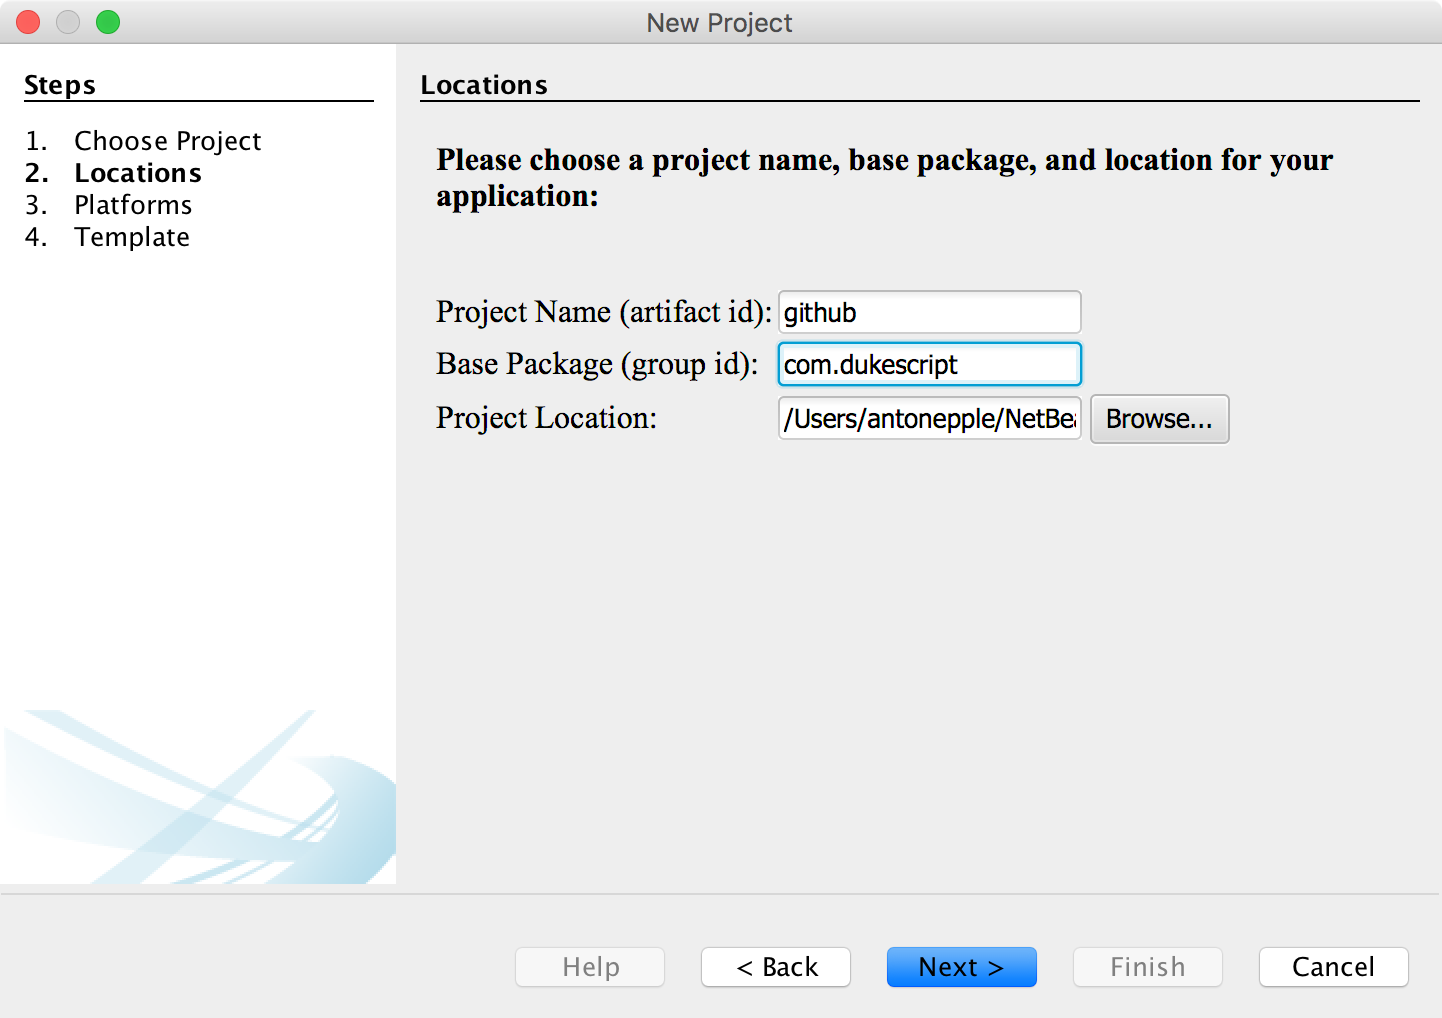 New Project
Steps
1. Choose Project
2. Locations
3. Platforms
4. Template
Locations
Please choose a project name, base package, and location for your
application:
Project Name (artifact id): github
Base Package (group id): com.dukescript
Project Location: /Users/antonepple/NetBea Browse...
Help < Back Next > Finish Cancel